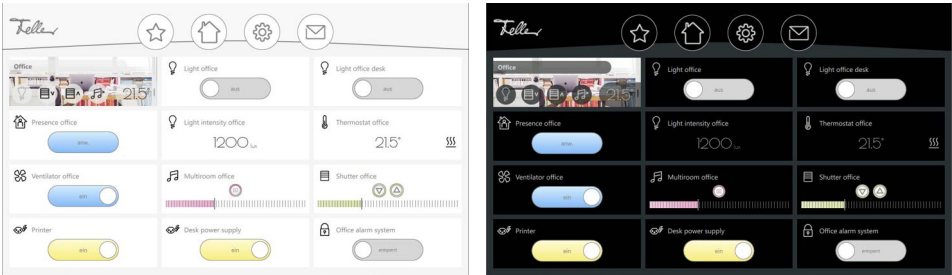 Feller
Office
21.5°
Light office
aus
Light office desk
aus
Presence office
anw.
Light intensity office
1200 lux
Thermostat office
21.5°
Ventilator office
ein
Multiroom office
Shutter office
Printer
ein
Desk power supply
ein
Office alarm system
entsperrt
Feller
Office
21.5°
Light office
aus
Light office desk
aus
Presence office
anw.
Light intensity office
1200 lux
Thermostat office
21.5°
Ventilator office
ein
Multiroom office
Shutter office
Printer
ein
Desk power supply
ein
Office alarm system
entsperrt